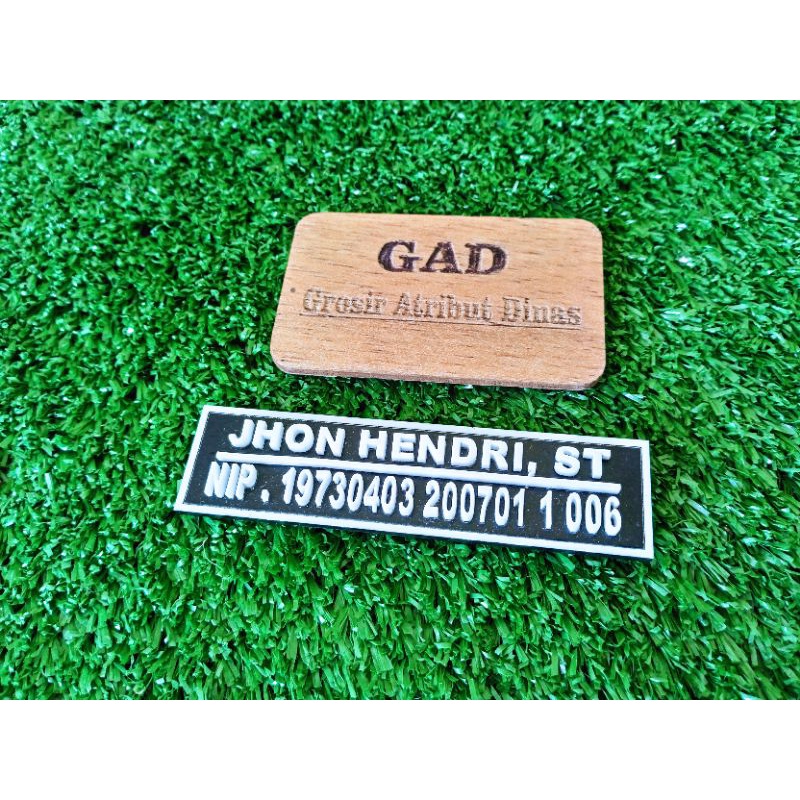 GAD
Grosir Atribut Dinas
JHON HENDRI, ST
NIP . 19730403 200701 1 006